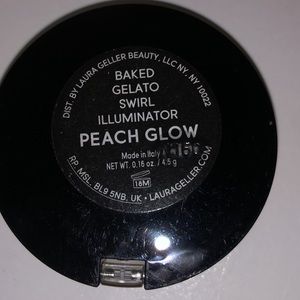 DIST. BY LAURA GELLER BEAUTY, LLC NY, NY 10022
BAKED
GELATO
SWIRL
ILLUMINATOR
PEACH GLOW
Made in Italy
NET WT. 0.16 oz. / 4.5 g
18M
RP. MSL, BL9 5NB, UK • LAURAGELLER.COM